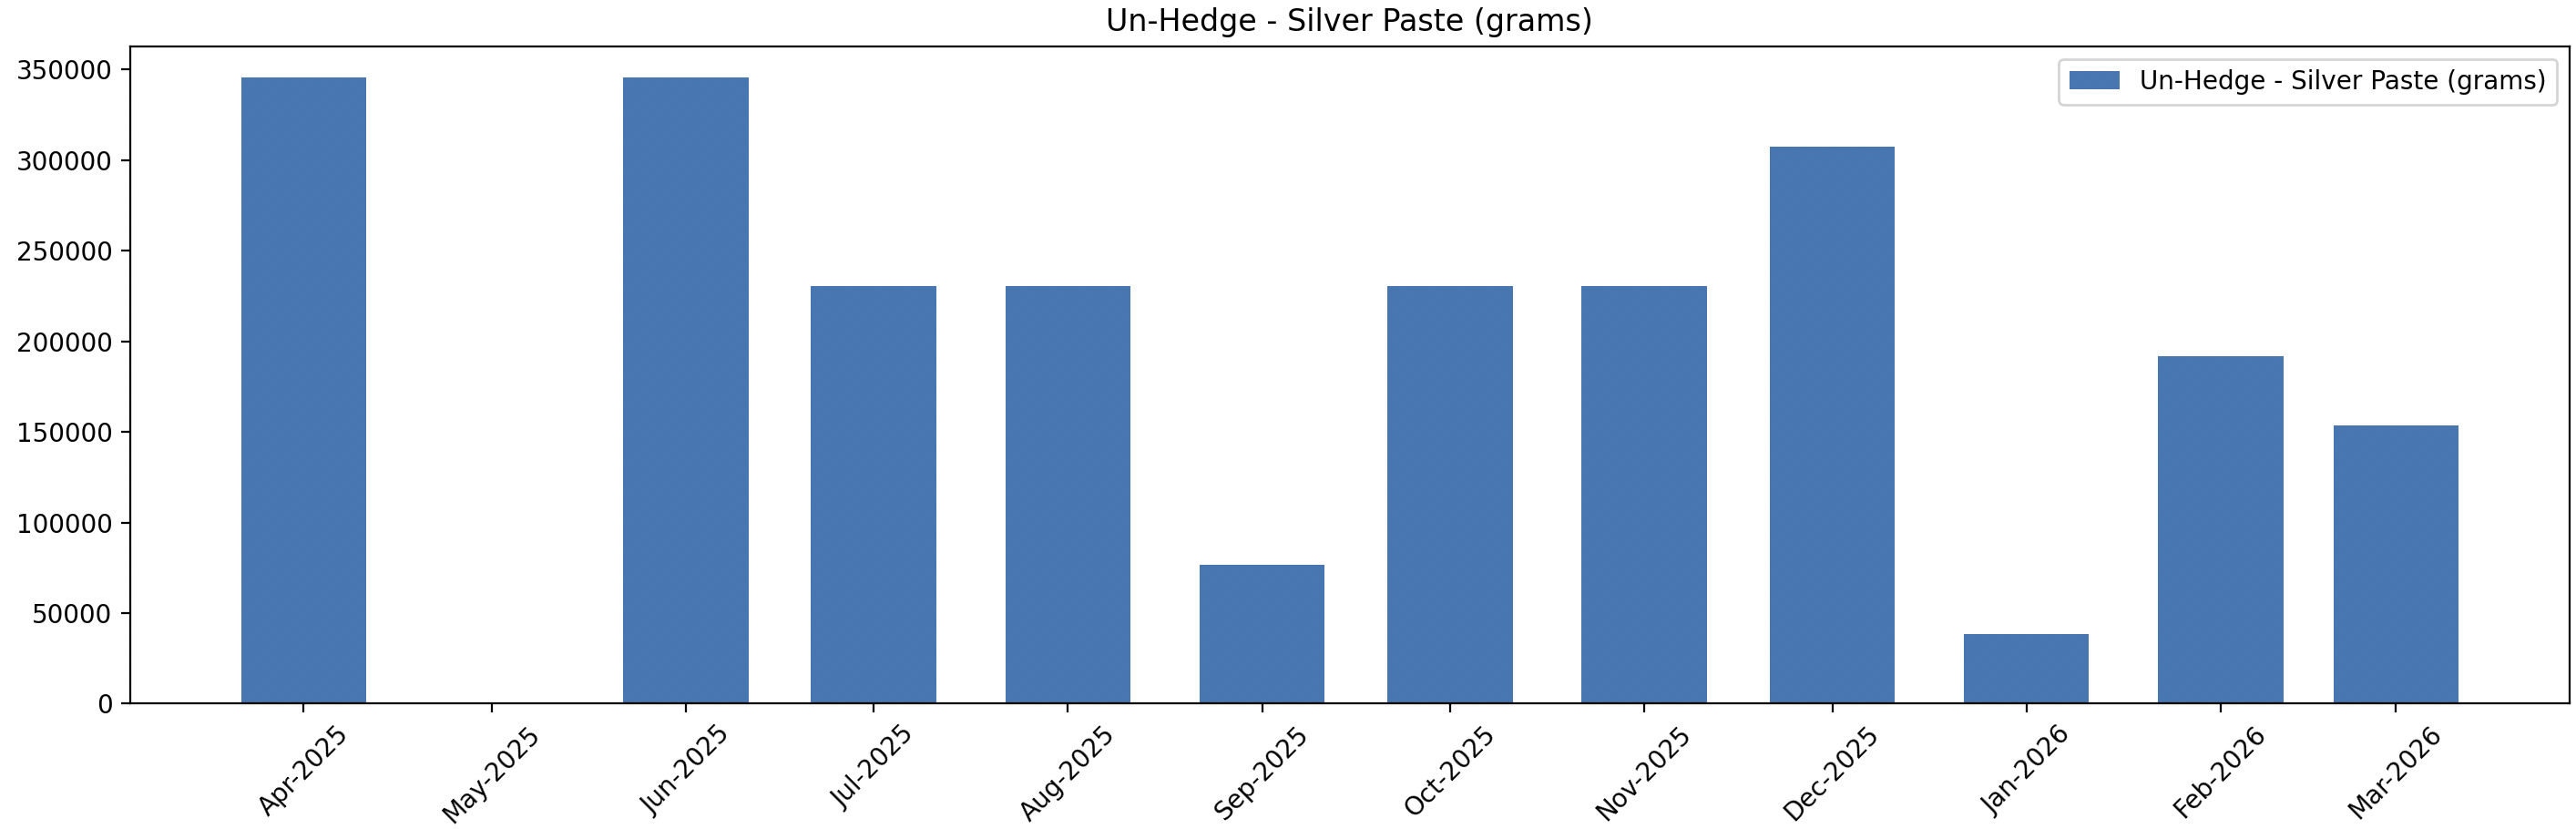 Un-Hedge - Silver Paste (grams)
Un-Hedge - Silver Paste (grams)
350000
300000
250000
200000
150000
100000
50000
0
Apr-2025
May-2025
Jun-2025
Jul-2025
Aug-2025
Sep-2025
Oct-2025
Nov-2025
Dec-2025
Jan-2026
Feb-2026
Mar-2026